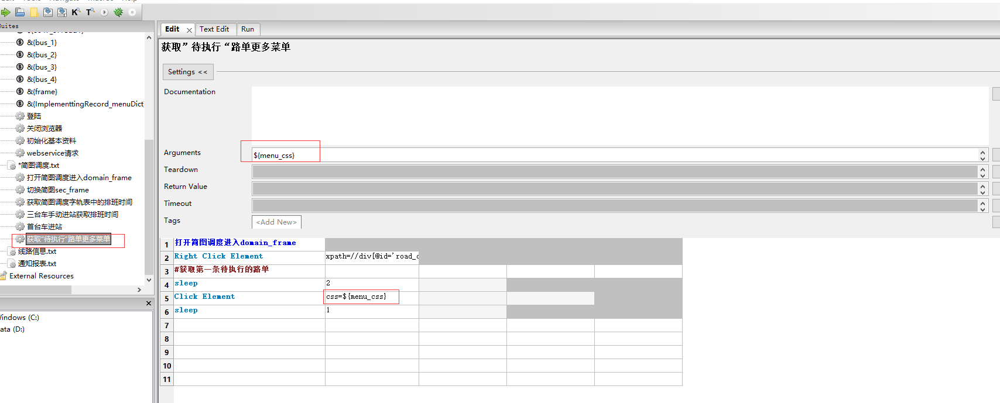 K T
Suites
&{bus_1}
&{bus_2}
&{bus_3}
&{bus_4}
&{frame}
&{ImplementtingRecord_menuDict}
登陆
关闭浏览器
初始化基本资料
webservice请求
*简图调度.txt
打开简图调度进入domain_frame
切换简图sec_frame
获取简图调度字轨表中的排班时间
三台车手动进站获取排班时间
首台车进站
获取”待执行“路单更多菜单
线路信息.txt
通知报表.txt
External Resources
Windows (C:)
ata (D:)
Edit Text Edit Run
获取”待执行“路单更多菜单
Settings <<
Documentation
Arguments ${menu_css}
Teardown
Return Value
Timeout
Tags <Add New>
1 打开简图调度进入domain_frame
2 Right Click Element xpath=//div[@id='road_
3 #获取第一条待执行的路单
4 sleep 2
5 Click Element css=${menu_css}
6 sleep 1
7
8
9
10
11